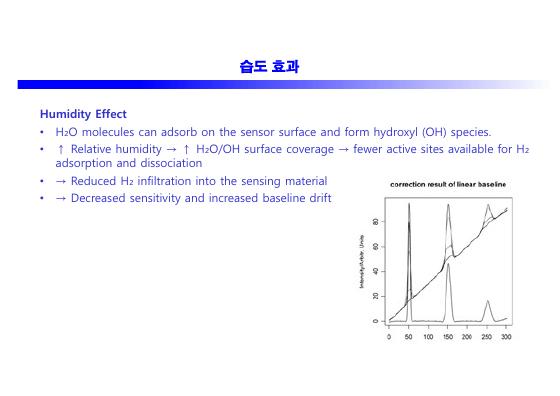 습도 효과
Humidity Effect
• H₂O molecules can adsorb on the sensor surface and form hydroxyl (OH) species.
• ↑ Relative humidity → ↑ H₂O/OH surface coverage → fewer active sites available for H₂
adsorption and dissociation
• → Reduced H₂ infiltration into the sensing material
• → Decreased sensitivity and increased baseline drift
correction result of linear baseline
Intensity/Arbitr. Units
80
60
40
20
0
0 50 100 150 200 250 300